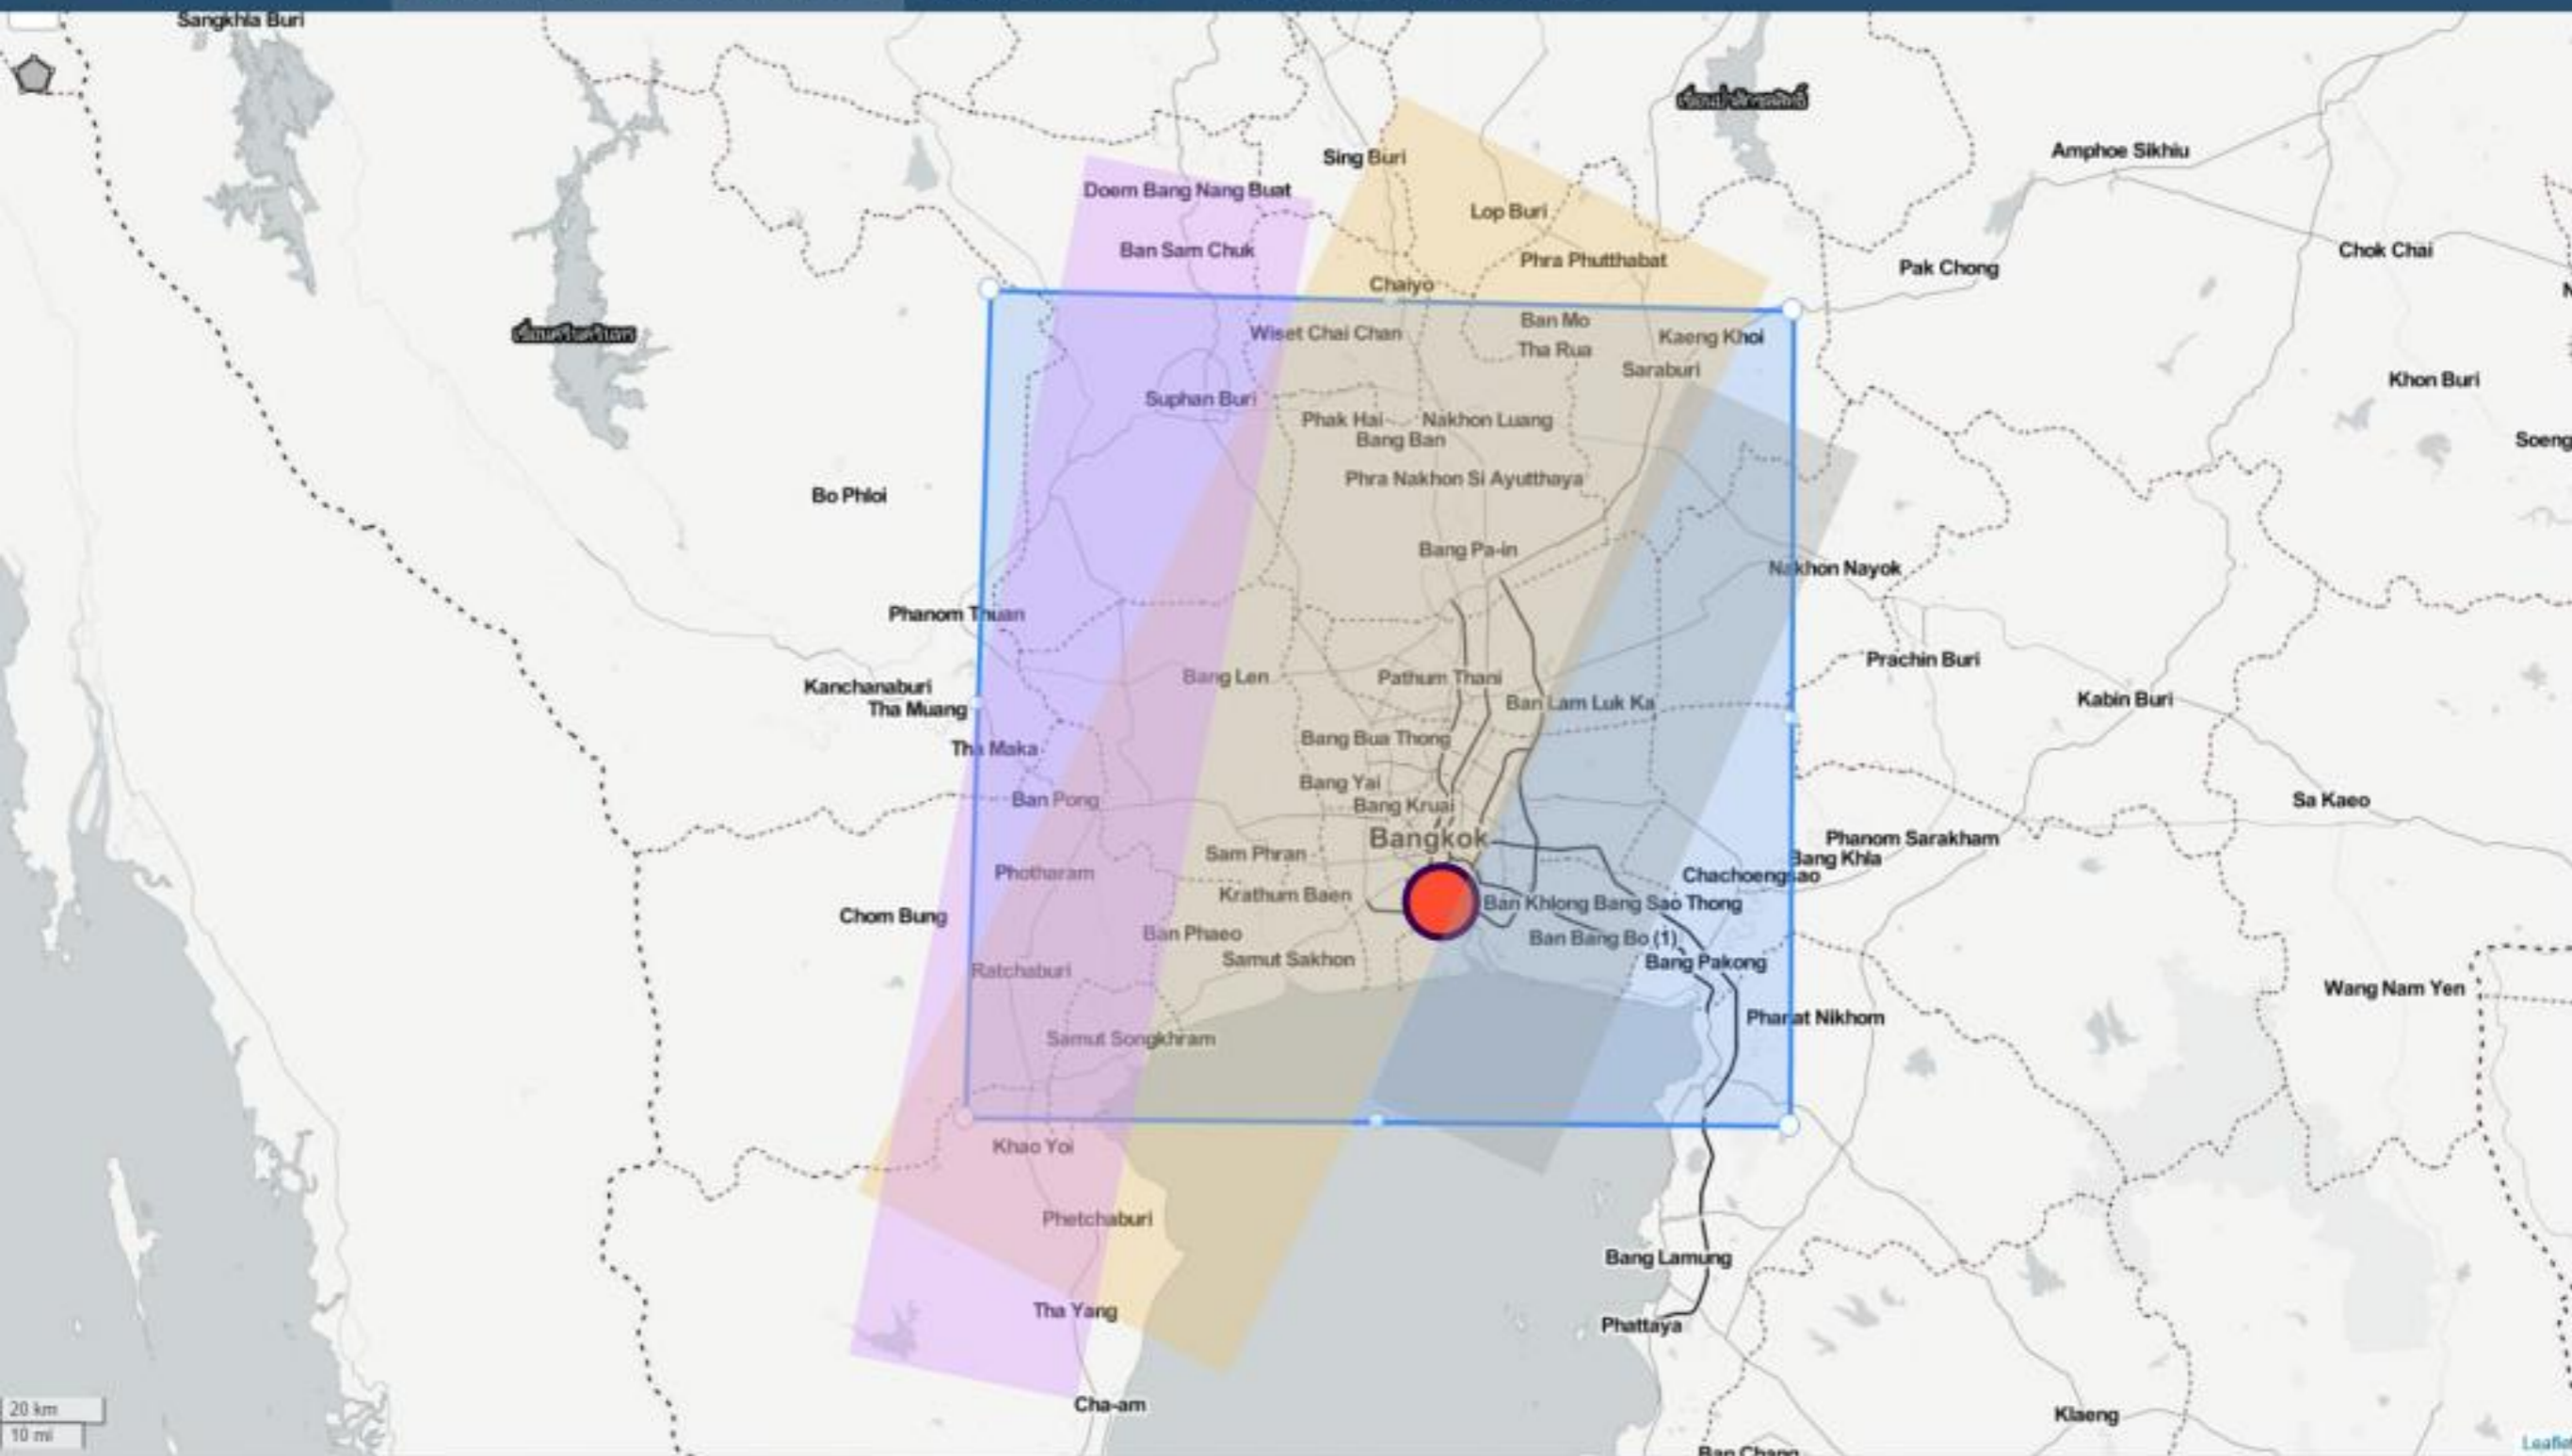 Sangkhla Buri
Sing Buri
Amphoe Sikhiu
Doem Bang Nang Buat
Lop Buri
Ban Sam Chuk
Phra Phutthabat
Pak Chong
Chok Chai
Chaiyo
Wiset Chai Chan
Ban Mo
Tha Rua
Kaeng Khoi
Saraburi
Khon Buri
Suphan Buri
Phak Hai
Nakhon Luang
Bang Ban
Soeng
Phra Nakhon Si Ayutthaya
Bo Phloi
Bang Pa-in
Nakhon Nayok
Phanom Thuan
Prachin Buri
Kanchanaburi
Bang Len
Pathum Thani
Tha Muang
Ban Lam Luk Ka
Kabin Buri
Bang Bua Thong
Tha Maka
Bang Yai
Ban Pong
Bang Kruai
Sa Kaeo
Bangkok
Phanom Sarakham
Sam Phran
Bang Khla
Photharam
Chachoengsao
Krathum Baen
Ban Khlong Bang Sao Thong
Chom Bung
Ban Phaeo
Ban Bang Bo (1)
Samut Sakhon
Bang Pakong
Ratchaburi
Wang Nam Yen
Phanat Nikhom
Samut Songkhram
Khao Yoi
Phetchaburi
Bang Lamung
Tha Yang
Phattaya
Cha-am
20 km
Klaeng
10 mi
Ban Chang